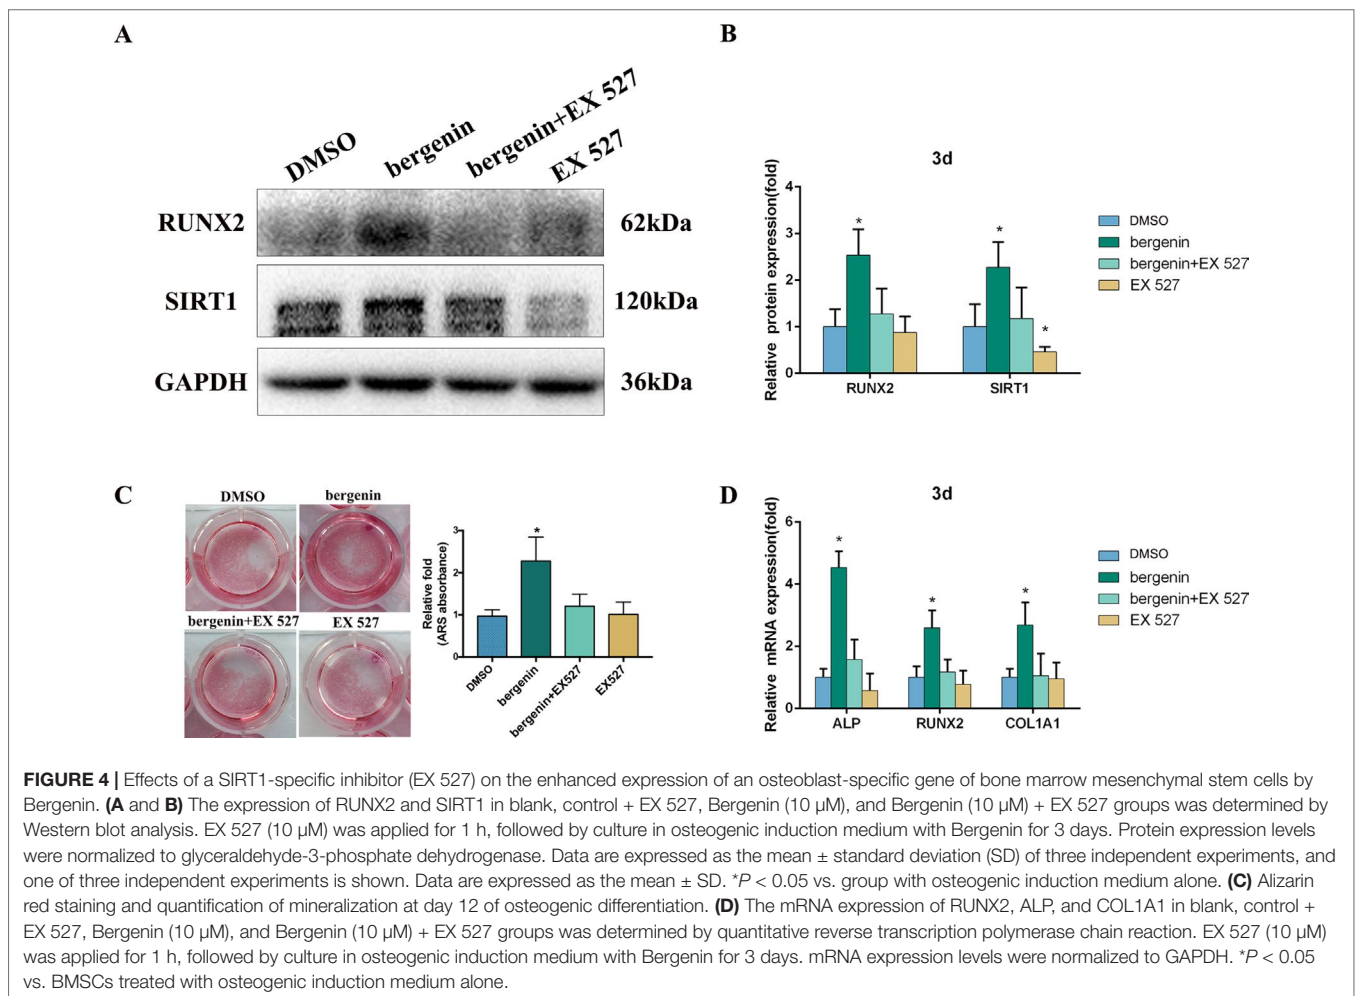 A
B
DMSO
bergenin
bergenin+EX 527
EX 527
RUNX2
62kDa
SIRT1
120kDa
GAPDH
36kDa
3d
Relative protein expression(fold)
4
3
2
1
0
*
*
*
RUNX2
SIRT1
DMSO
bergenin
bergenin+EX 527
EX 527
C
DMSO
bergenin
bergenin+EX 527
EX 527
Relative fold
(ARS absorbance)
3
2
1
0
*
DMSO
bergenin
bergenin+EX527
EX527
D
3d
Relative mRNA expression(fold)
6
4
2
0
*
*
*
ALP
RUNX2
COL1A1
DMSO
bergenin
bergenin+EX 527
EX 527
FIGURE 4 | Effects of a SIRT1-specific inhibitor (EX 527) on the enhanced expression of an osteoblast-specific gene of bone marrow mesenchymal stem cells by
Bergenin. (A and B) The expression of RUNX2 and SIRT1 in blank, control + EX 527, Bergenin (10 µM), and Bergenin (10 µM) + EX 527 groups was determined by
Western blot analysis. EX 527 (10 µM) was applied for 1 h, followed by culture in osteogenic induction medium with Bergenin for 3 days. Protein expression levels
were normalized to glyceraldehyde-3-phosphate dehydrogenase. Data are expressed as the mean ± standard deviation (SD) of three independent experiments, and
one of three independent experiments is shown. Data are expressed as the mean ± SD. *P < 0.05 vs. group with osteogenic induction medium alone. (C) Alizarin
red staining and quantification of mineralization at day 12 of osteogenic differentiation. (D) The mRNA expression of RUNX2, ALP, and COL1A1 in blank, control +
EX 527, Bergenin (10 µM), and Bergenin (10 µM) + EX 527 groups was determined by quantitative reverse transcription polymerase chain reaction. EX 527 (10 µM)
was applied for 1 h, followed by culture in osteogenic induction medium with Bergenin for 3 days. mRNA expression levels were normalized to GAPDH. *P < 0.05
vs. BMSCs treated with osteogenic induction medium alone.